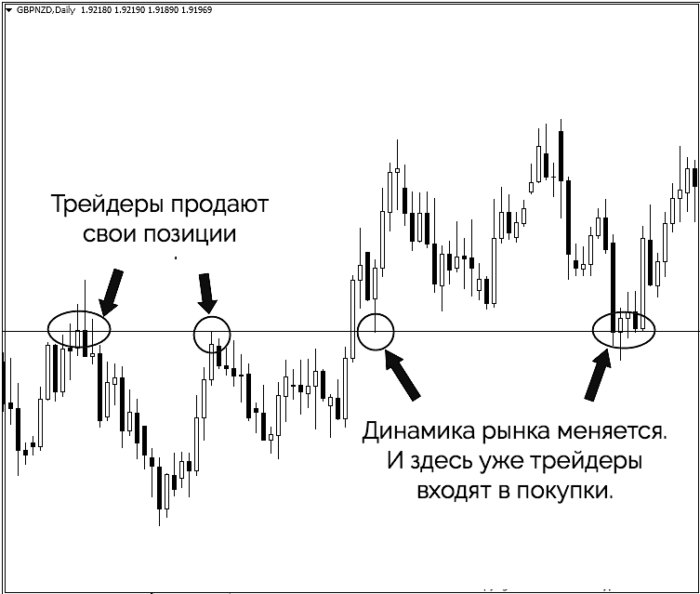 GBPNZD,Daily 1.92180 1.92190 1.91890 1.91969
Трейдеры продают
свои позиции
Динамика рынка меняется.
И здесь уже трейдеры
входят в покупки.